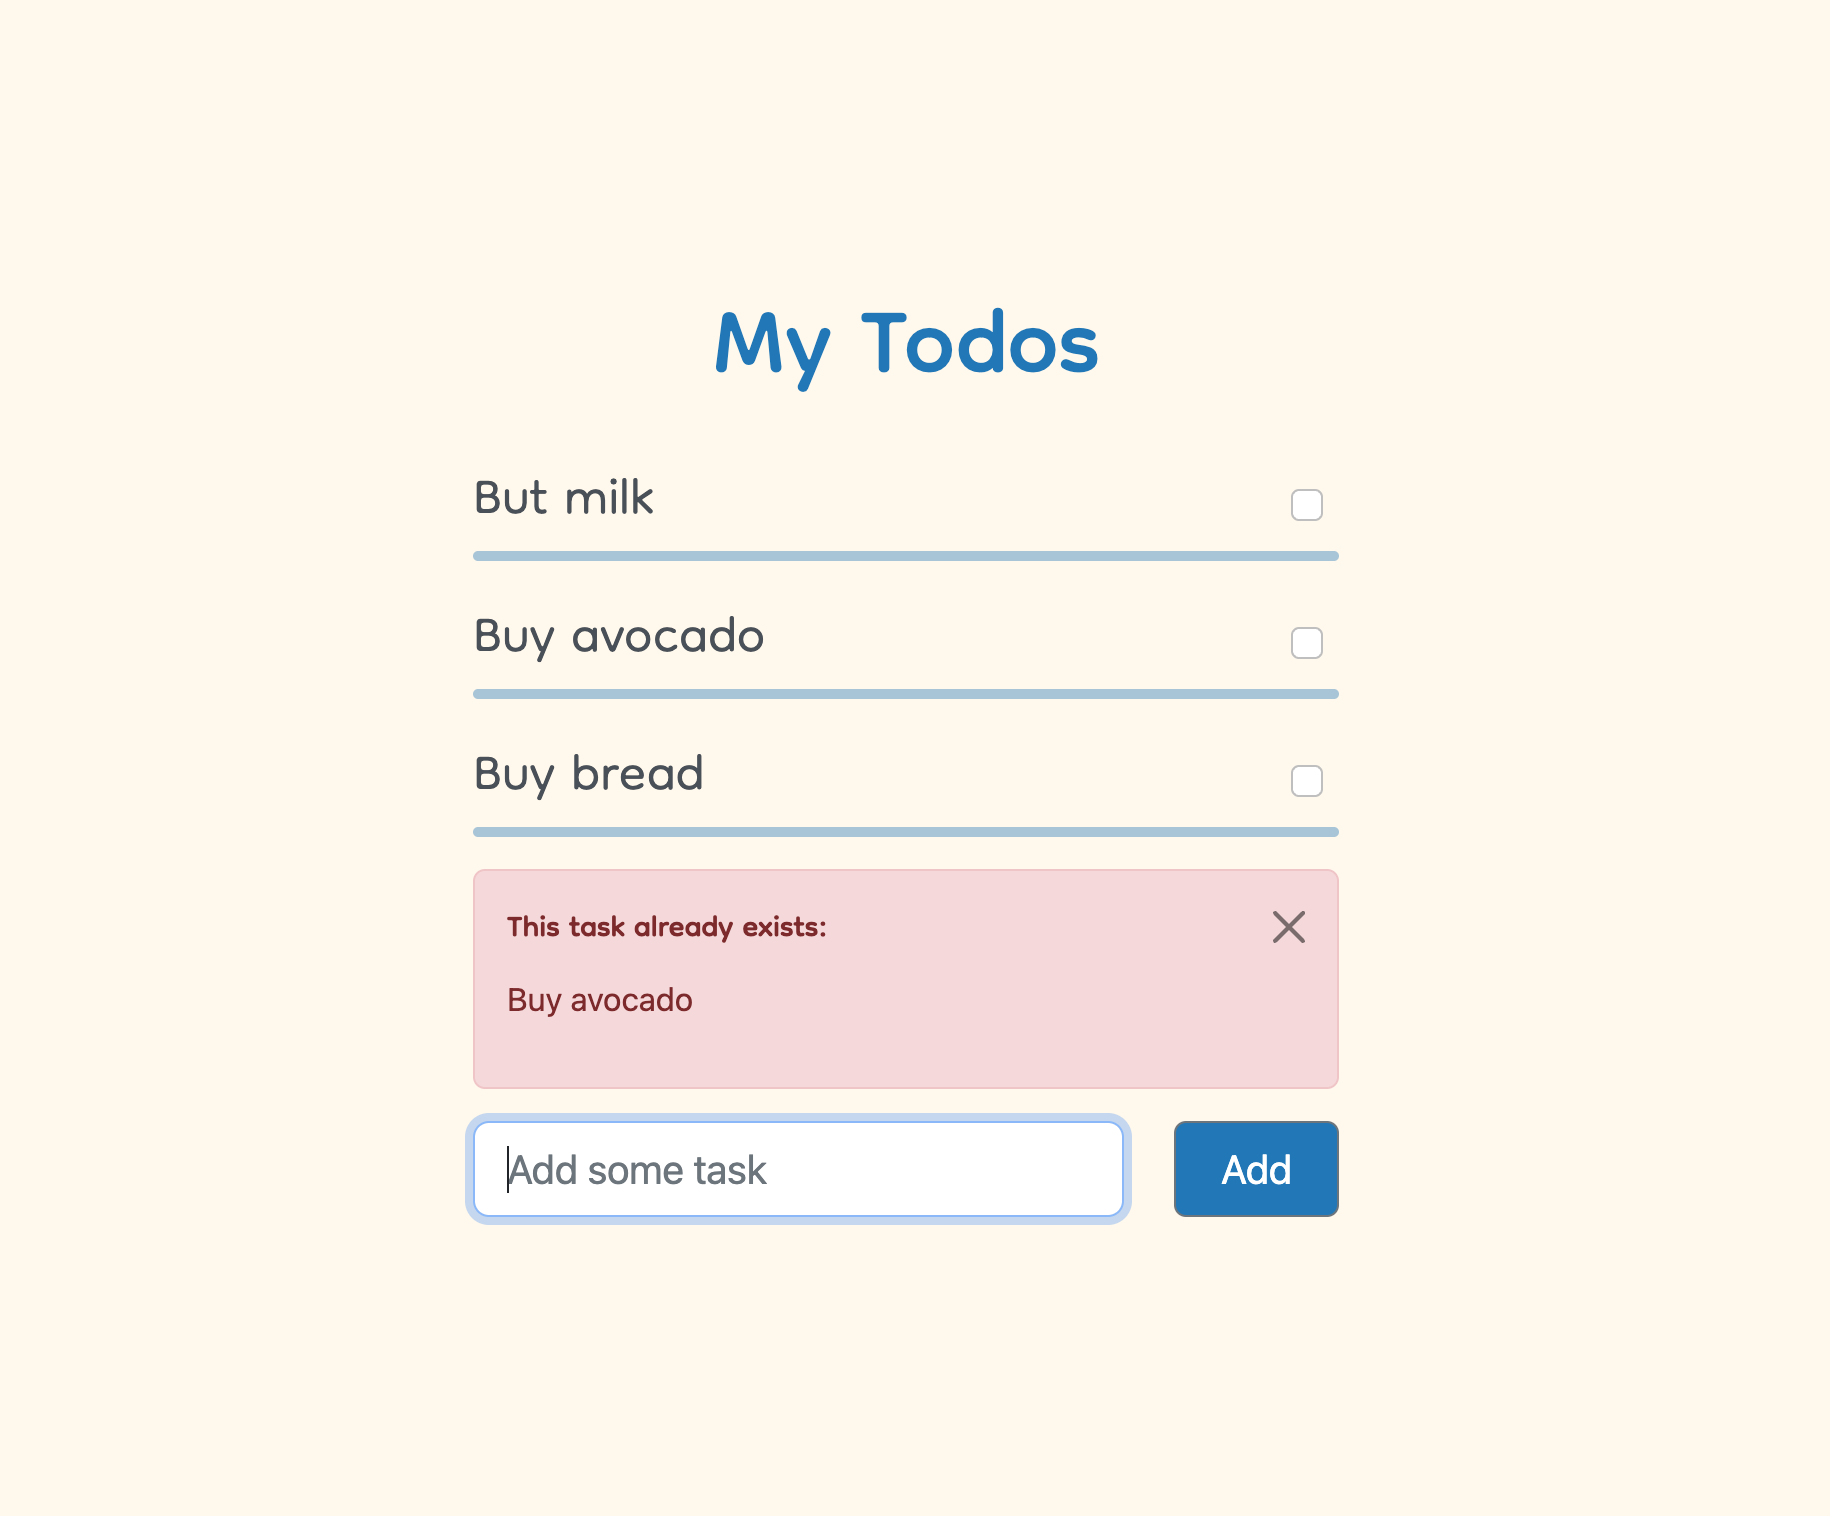 My Todos
But milk
Buy avocado
Buy bread
This task already exists:
Buy avocado
Add some task
Add